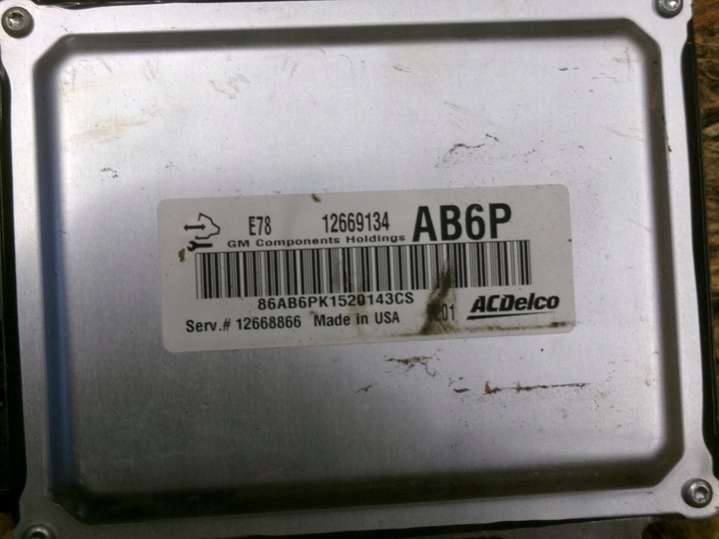 E78 12669134 AB6P
GM Components Holdings
86AB6PK1520143CS
Serv.# 12668866 Made in USA ACDelco